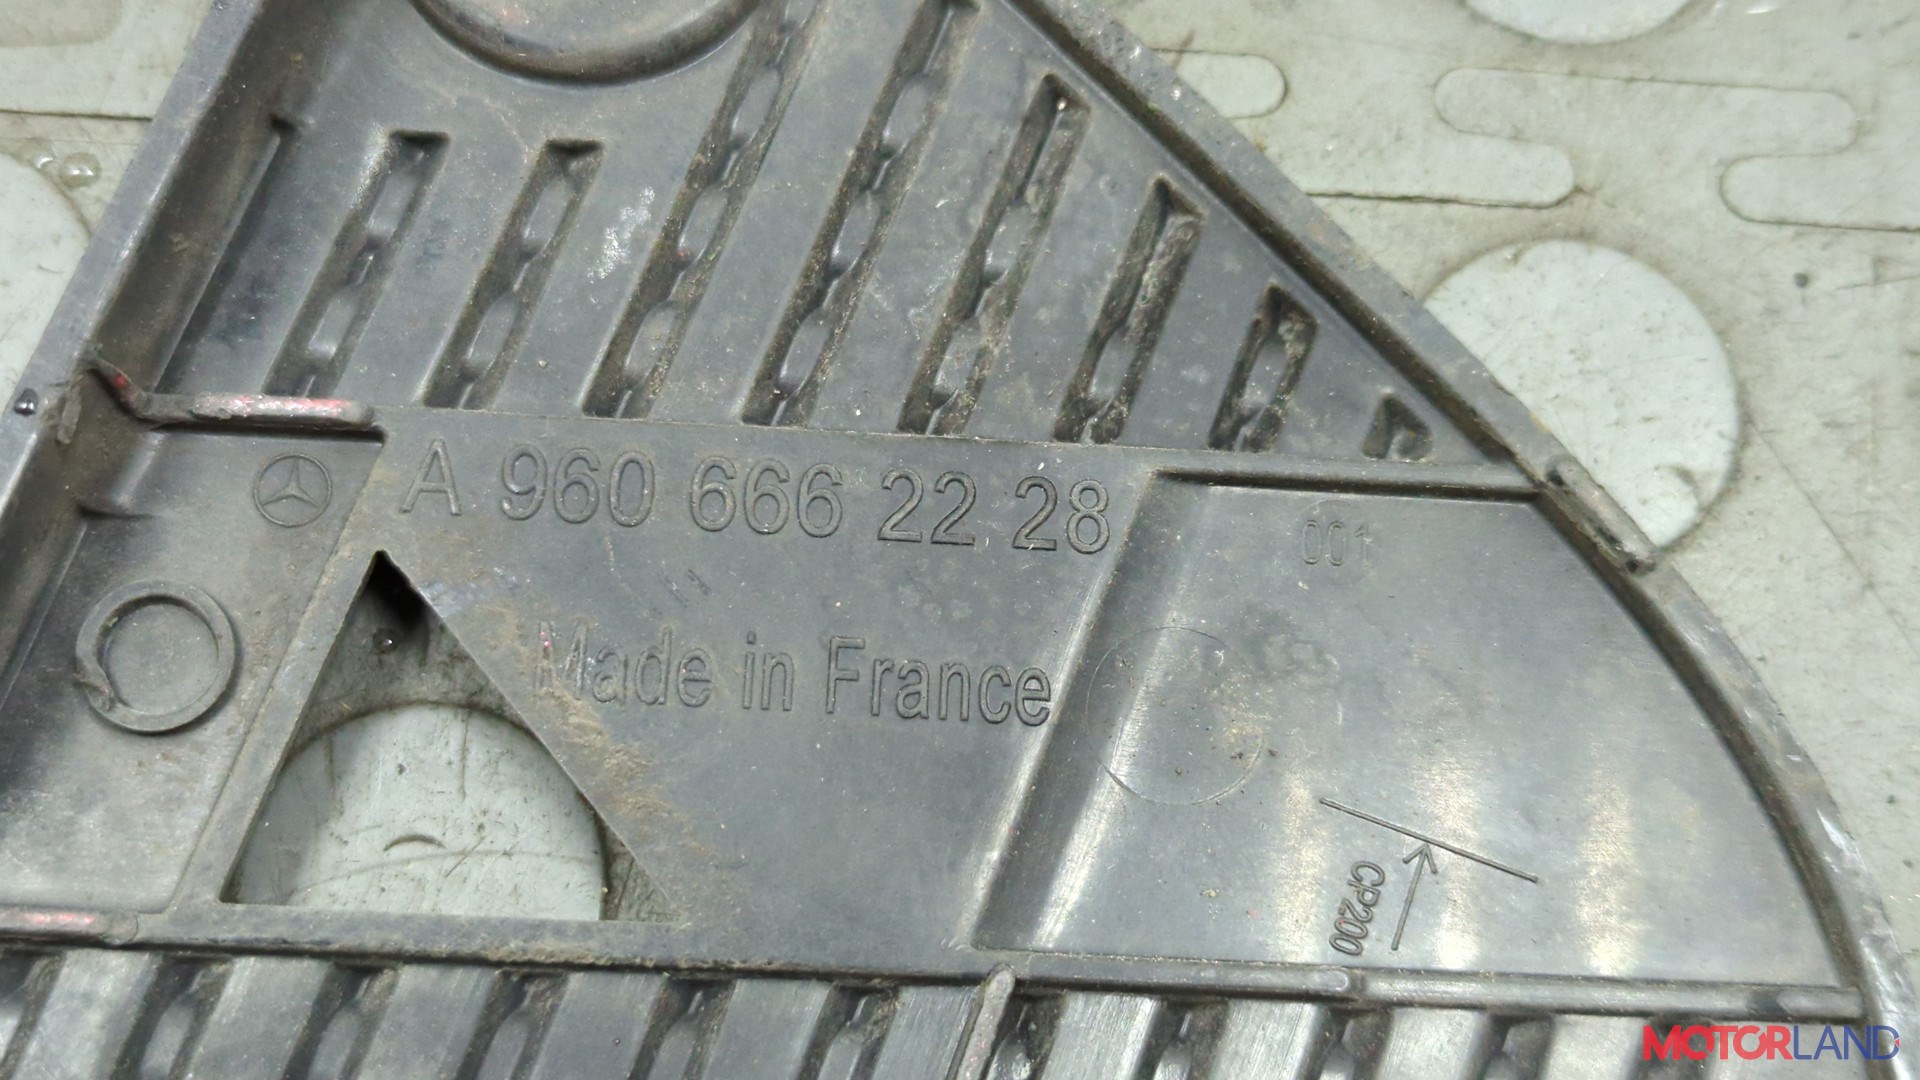 A 960 666 22 28
001
Made in France
CP200
MOTORLAND